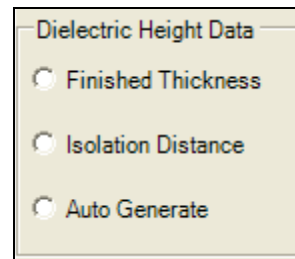 Dielectric Height Data
Finished Thickness
Isolation Distance
Auto Generate